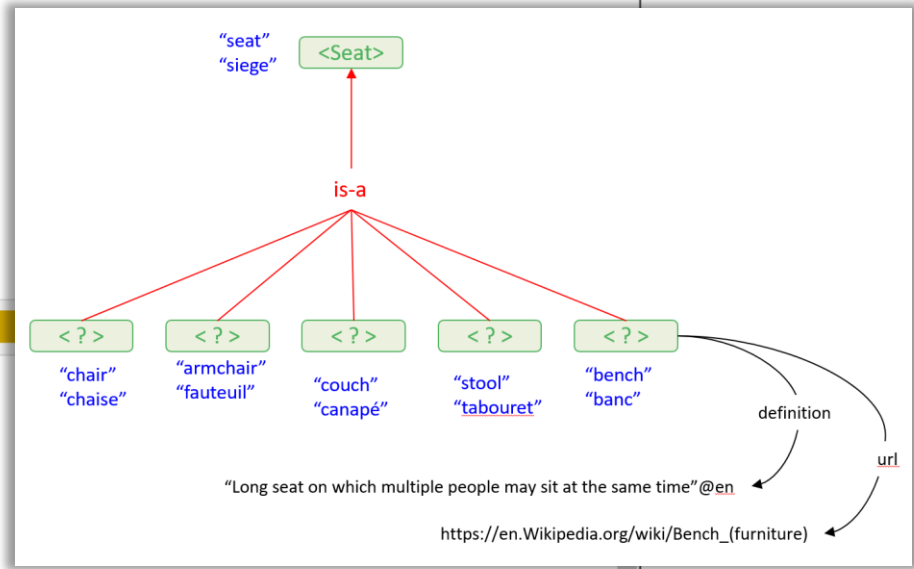 “seat”
“siege”
<Seat>
is-a
< ? >
< ? >
< ? >
< ? >
< ? >
“chair”
“chaise”
“armchair”
“fauteuil”
“couch”
“canapé”
“stool”
“tabouret”
“bench”
“banc”
definition
url
“Long seat on which multiple people may sit at the same time”@en
https://en.Wikipedia.org/wiki/Bench_(furniture)